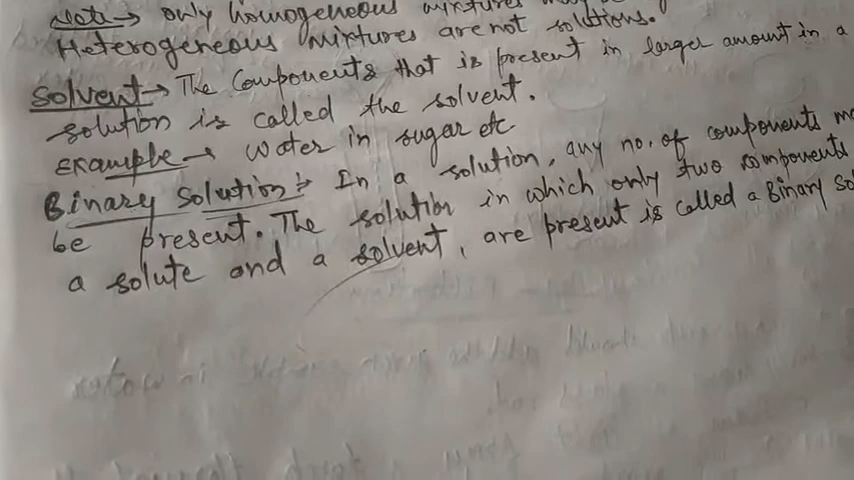 Note → only homogeneous mixtures
Heterogeneous mixtures are not solutions.
Solvent → The Components that is present in larger amount in a
solution is called the solvent.
Example → Water in sugar etc
Binary Solution :- In a solution, any no. of components
be present. The solution in which only two components
a solute and a solvent, are present is called a Binary